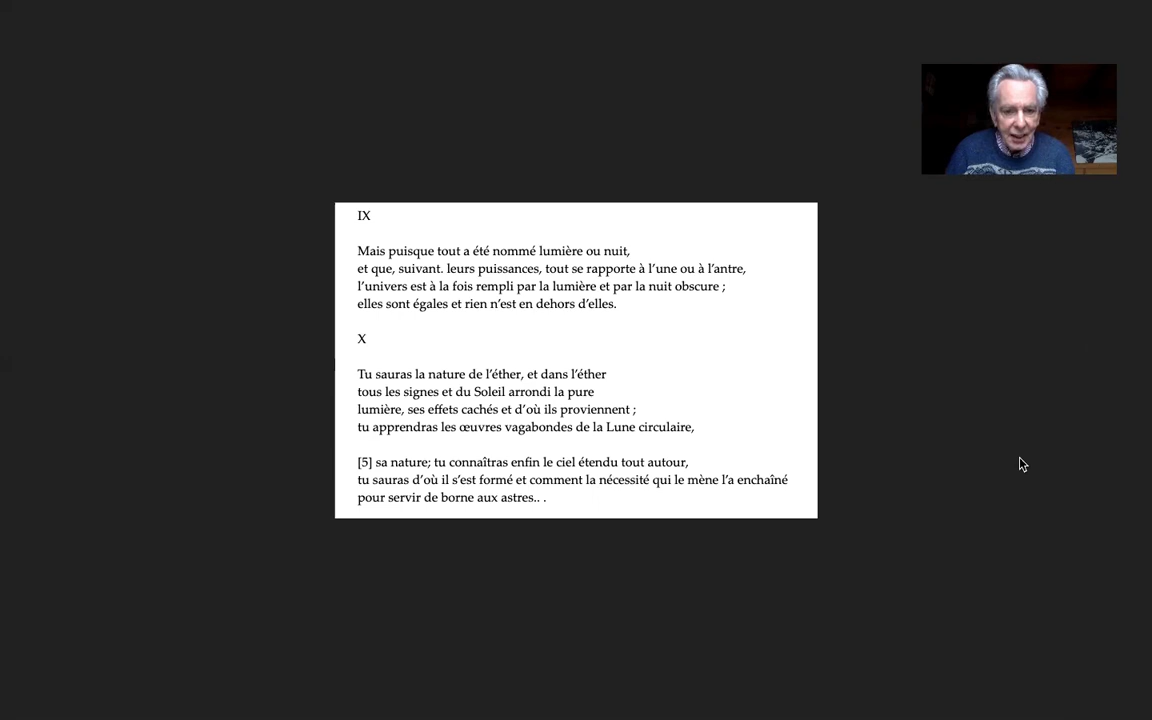 IX
Mais puisque tout a été nommé lumière ou nuit,
et que, suivant. leurs puissances, tout se rapporte à l’une ou à l’antre,
l’univers est à la fois rempli par la lumière et par la nuit obscure ;
elles sont égales et rien n’est en dehors d’elles.
X
Tu sauras la nature de l’éther, et dans l’éther
tous les signes et du Soleil arrondi la pure
lumière, ses effets cachés et d’où ils proviennent ;
tu apprendras les œuvres vagabondes de la Lune circulaire,
[5] sa nature; tu connaîtras enfin le ciel étendu tout autour,
tu sauras d’où il s’est formé et comment la nécessité qui le mène l’a enchaîné
pour servir de borne aux astres.. .